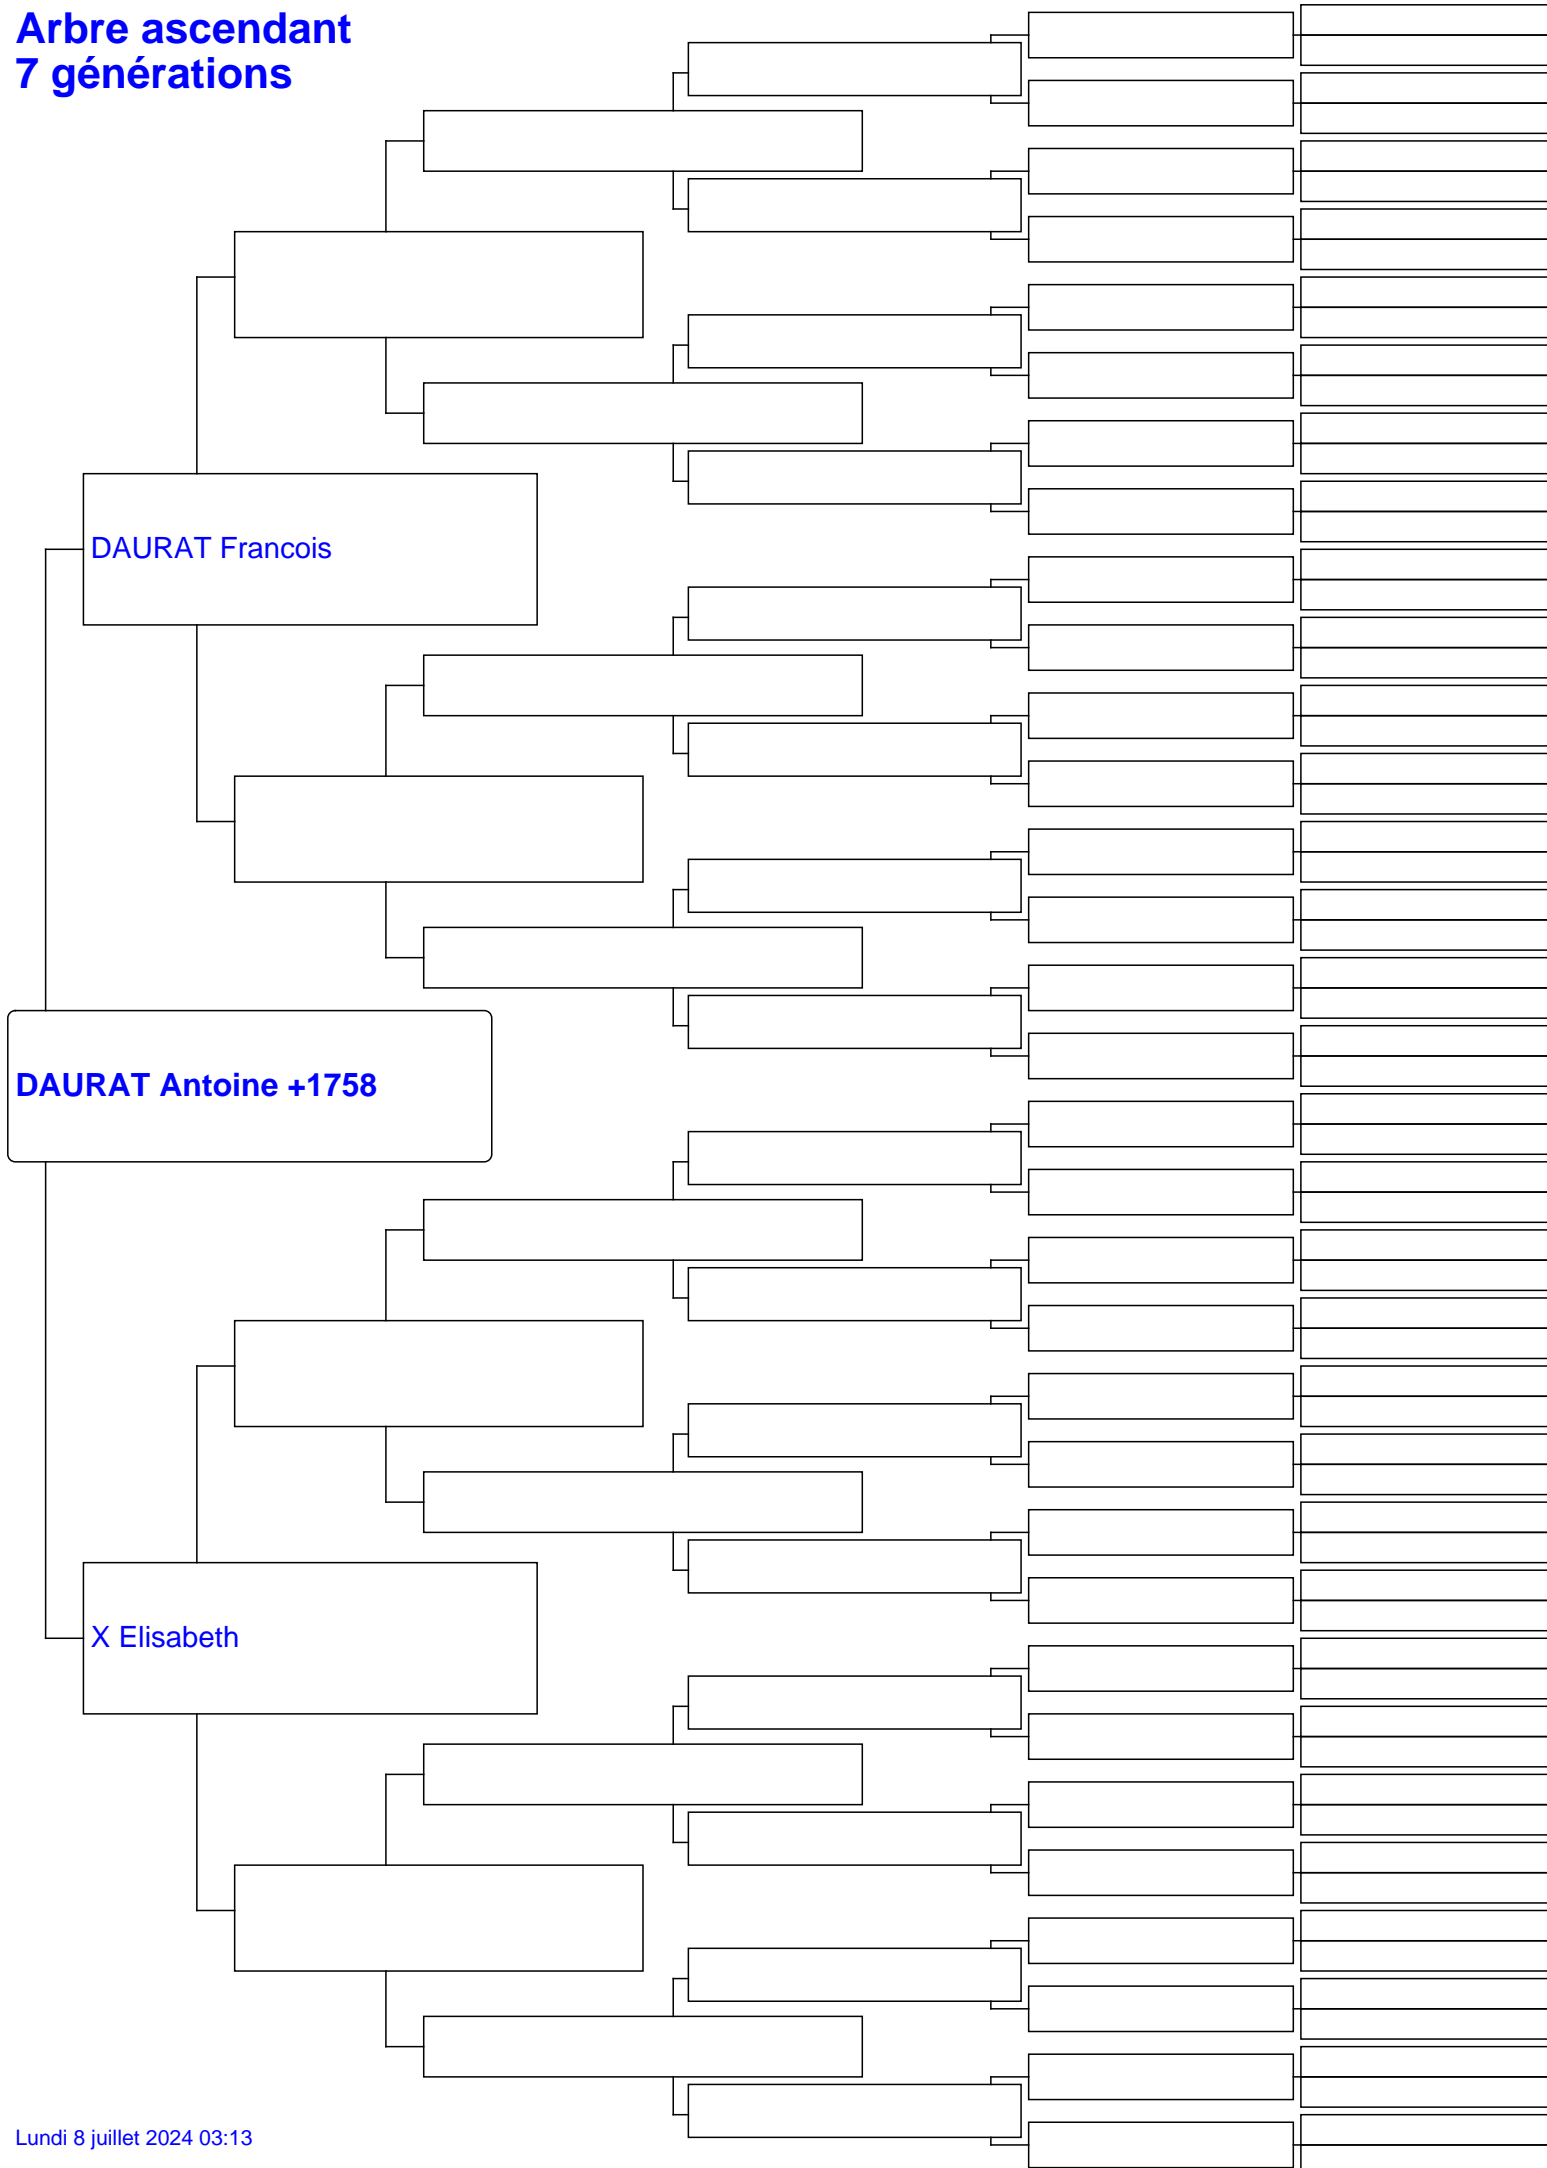 Arbre ascendant
7 générations
DAURAT Francois
DAURAT Antoine +1758
X Elisabeth
Lundi 8 juillet 2024 03:13